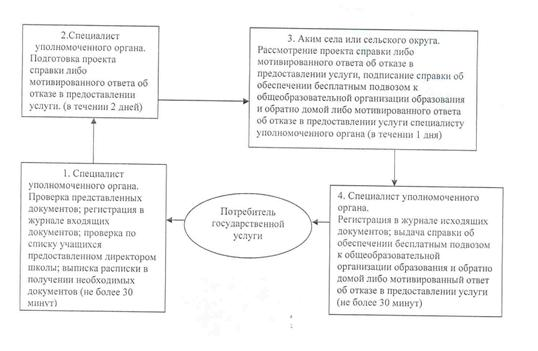 2.Специалист
уполномоченного органа.
Подготовка проекта
справки либо
мотивированного ответа об
отказе в предоставлении
услуги. (в течении 2 дней)
3. Аким села или сельского округа.
Рассмотрение проекта справки либо
мотивированного ответа об отказе в
предоставлении услуги, подписание справки об
обеспечении бесплатным подвозом к
общеобразовательной организации образования
и обратно домой либо мотивированного ответа
об отказе в предоставлении услуги специалисту
уполномоченного органа (в течении 1 дня)
1. Специалист
уполномоченного органа.
Проверка представленных
документов; регистрация в
журнале входящих
документов; проверка по
списку учащихся
предоставленном директором
школы; выписка расписки в
получении необходимых
документов (не более 30
минут)
Потребитель
государственной
услуги
4. Специалист уполномоченного
органа.
Регистрация в журнале исходящих
документов; выдача справки об
обеспечении бесплатным подвозом
к общеобразовательной
организации образования и обратно
домой либо мотивированный ответ
об отказе в предоставлении услуги
(не более 30 минут)